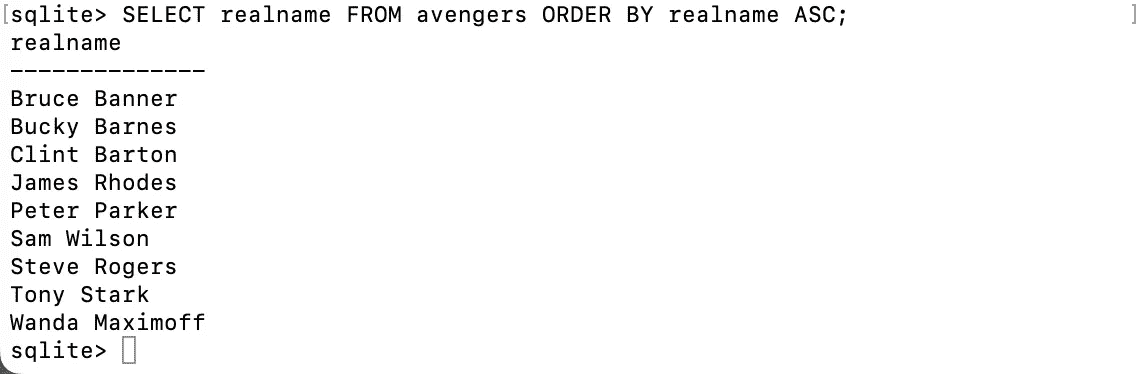 [sqlite> SELECT realname FROM avengers ORDER BY realname ASC; ]
realname
--------------
Bruce Banner
Bucky Barnes
Clint Barton
James Rhodes
Peter Parker
Sam Wilson
Steve Rogers
Tony Stark
Wanda Maximoff
sqlite>